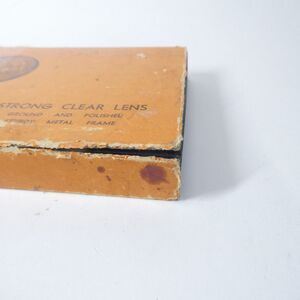 STRONG CLEAR LENS
GROUND AND POLISHED
METAL FRAME